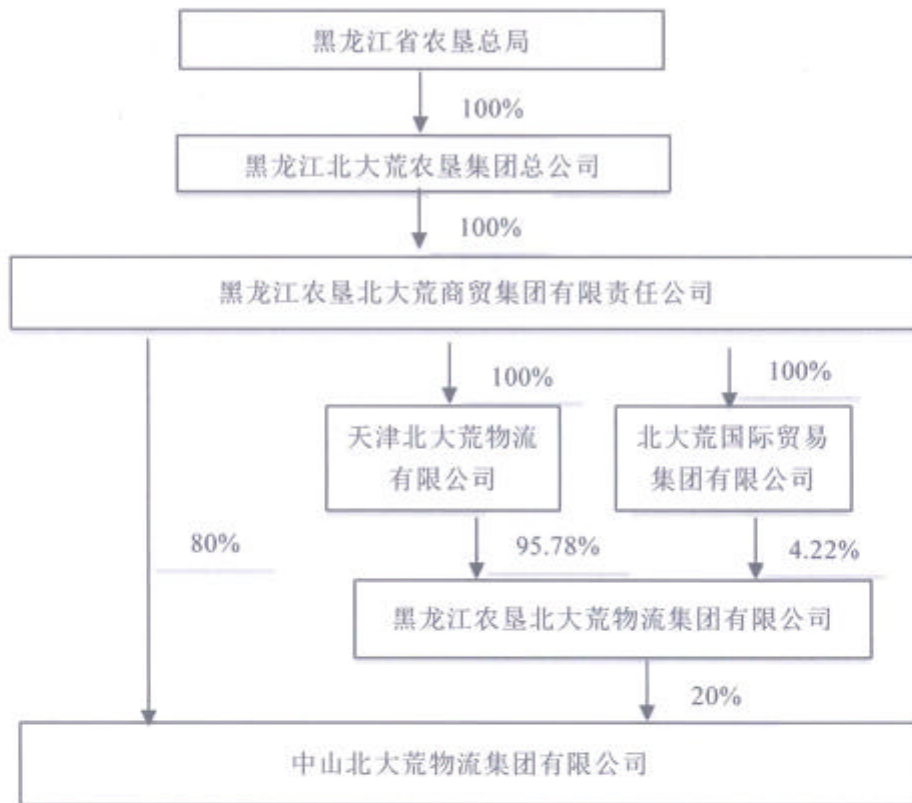 黑龙江省农垦总局
100%
黑龙江北大荒农垦集团总公司
100%
黑龙江农垦北大荒商贸集团有限责任公司
100%
100%
天津北大荒物流
有限公司
北大荒国际贸易
集团有限公司
80%
95.78%
4.22%
黑龙江农垦北大荒物流集团有限公司
20%
中山北大荒物流集团有限公司